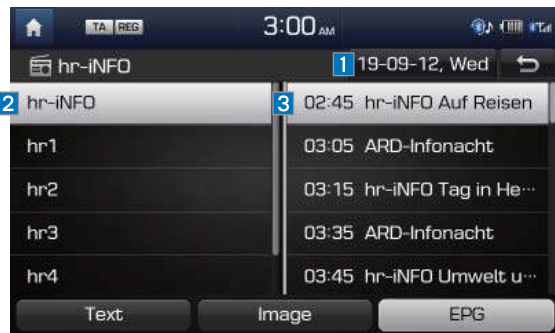 TA REG 3:00 AM
hr-iNFO 1 19-09-12, Wed
2 hr-iNFO 3 02:45 hr-iNFO Auf Reisen
hr1 03:05 ARD-Infonacht
hr2 03:15 hr-iNFO Tag in He···
hr3 03:35 ARD-Infonacht
hr4 03:45 hr-iNFO Umwelt u···
Text Image EPG